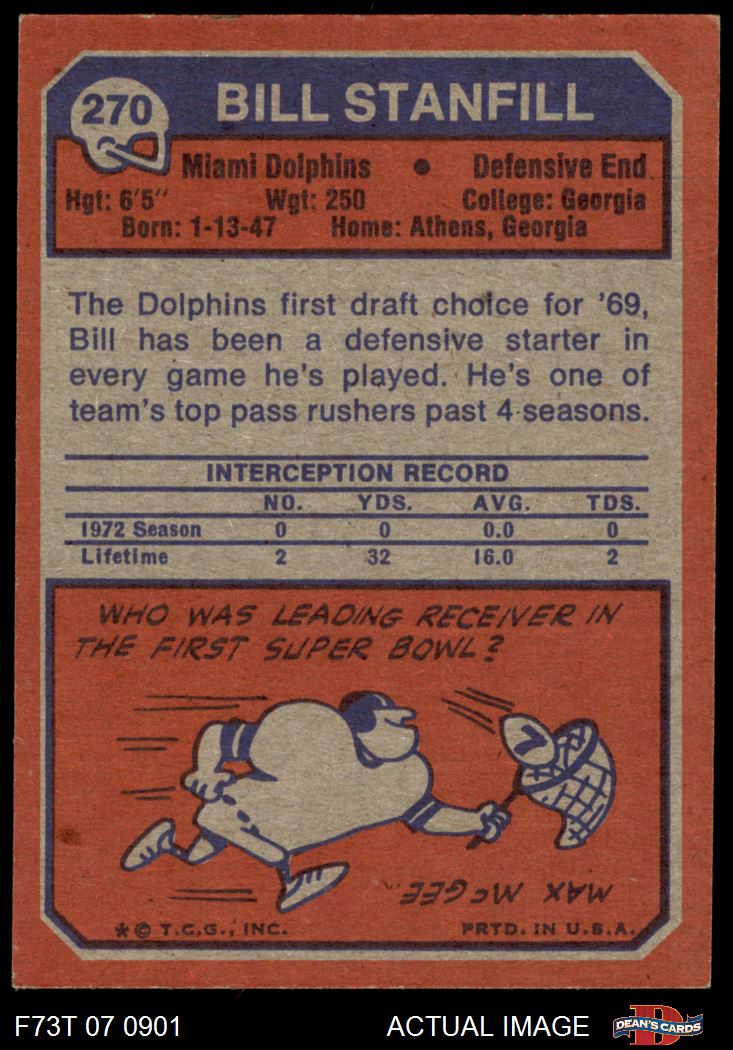 270
BILL STANFILL
Miami Dolphins • Defensive End
Hgt: 6'5" Wgt: 250 College: Georgia
Born: 1-13-47 Home: Athens, Georgia
The Dolphins first draft choice for '69,
Bill has been a defensive starter in
every game he's played. He's one of
team's top pass rushers past 4 seasons.
INTERCEPTION RECORD
NO. YDS. AVG. TDS.
1972 Season 0 0 0.0 0
Lifetime 2 32 16.0 2
WHO WAS LEADING RECEIVER IN
THE FIRST SUPER BOWL?
7
MAX McGEE
* © T.C.G., INC. PRTD. IN U.S.A.
F73T 07 0901 ACTUAL IMAGE
D
DEAN'S CARDS